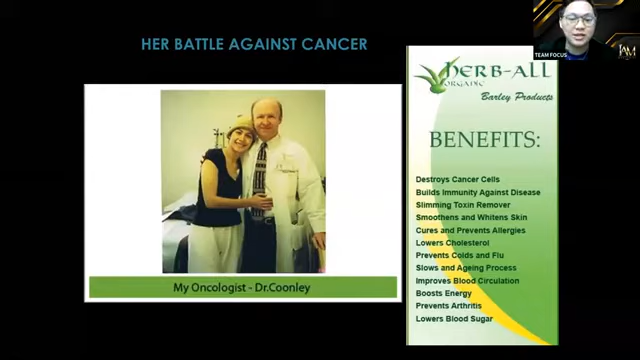 HER BATTLE AGAINST CANCER
My Oncologist - Dr.Coonley
HERB-ALL
ORGANIC
Barley Products
BENEFITS:
Destroys Cancer Cells
Builds Immunity Against Disease
Slimming Toxin Remover
Smoothens and Whitens Skin
Cures and Prevents Allergies
Lowers Cholesterol
Prevents Colds and Flu
Slows and Ageing Process
Improves Blood Circulation
Boosts Energy
Prevents Arthritis
Lowers Blood Sugar
TEAM FOCUS
IAM